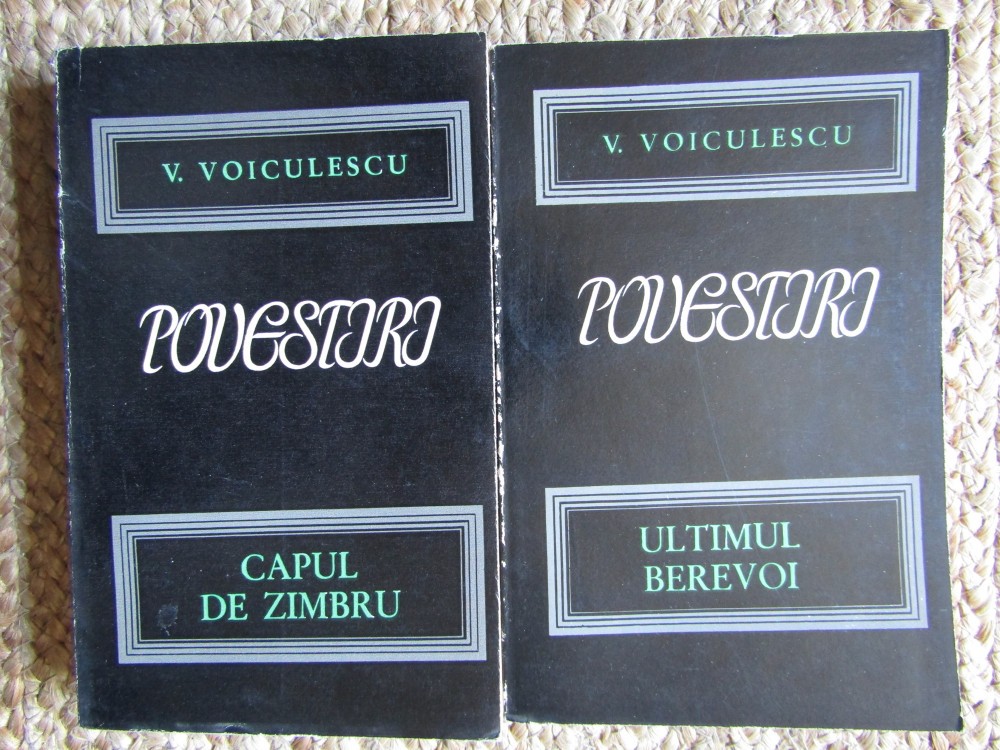 V. VOICULESCU
POVESTIRI
CAPUL
DE ZIMBRU
V. VOICULESCU
POVESTIRI
ULTIMUL
BEREVOI